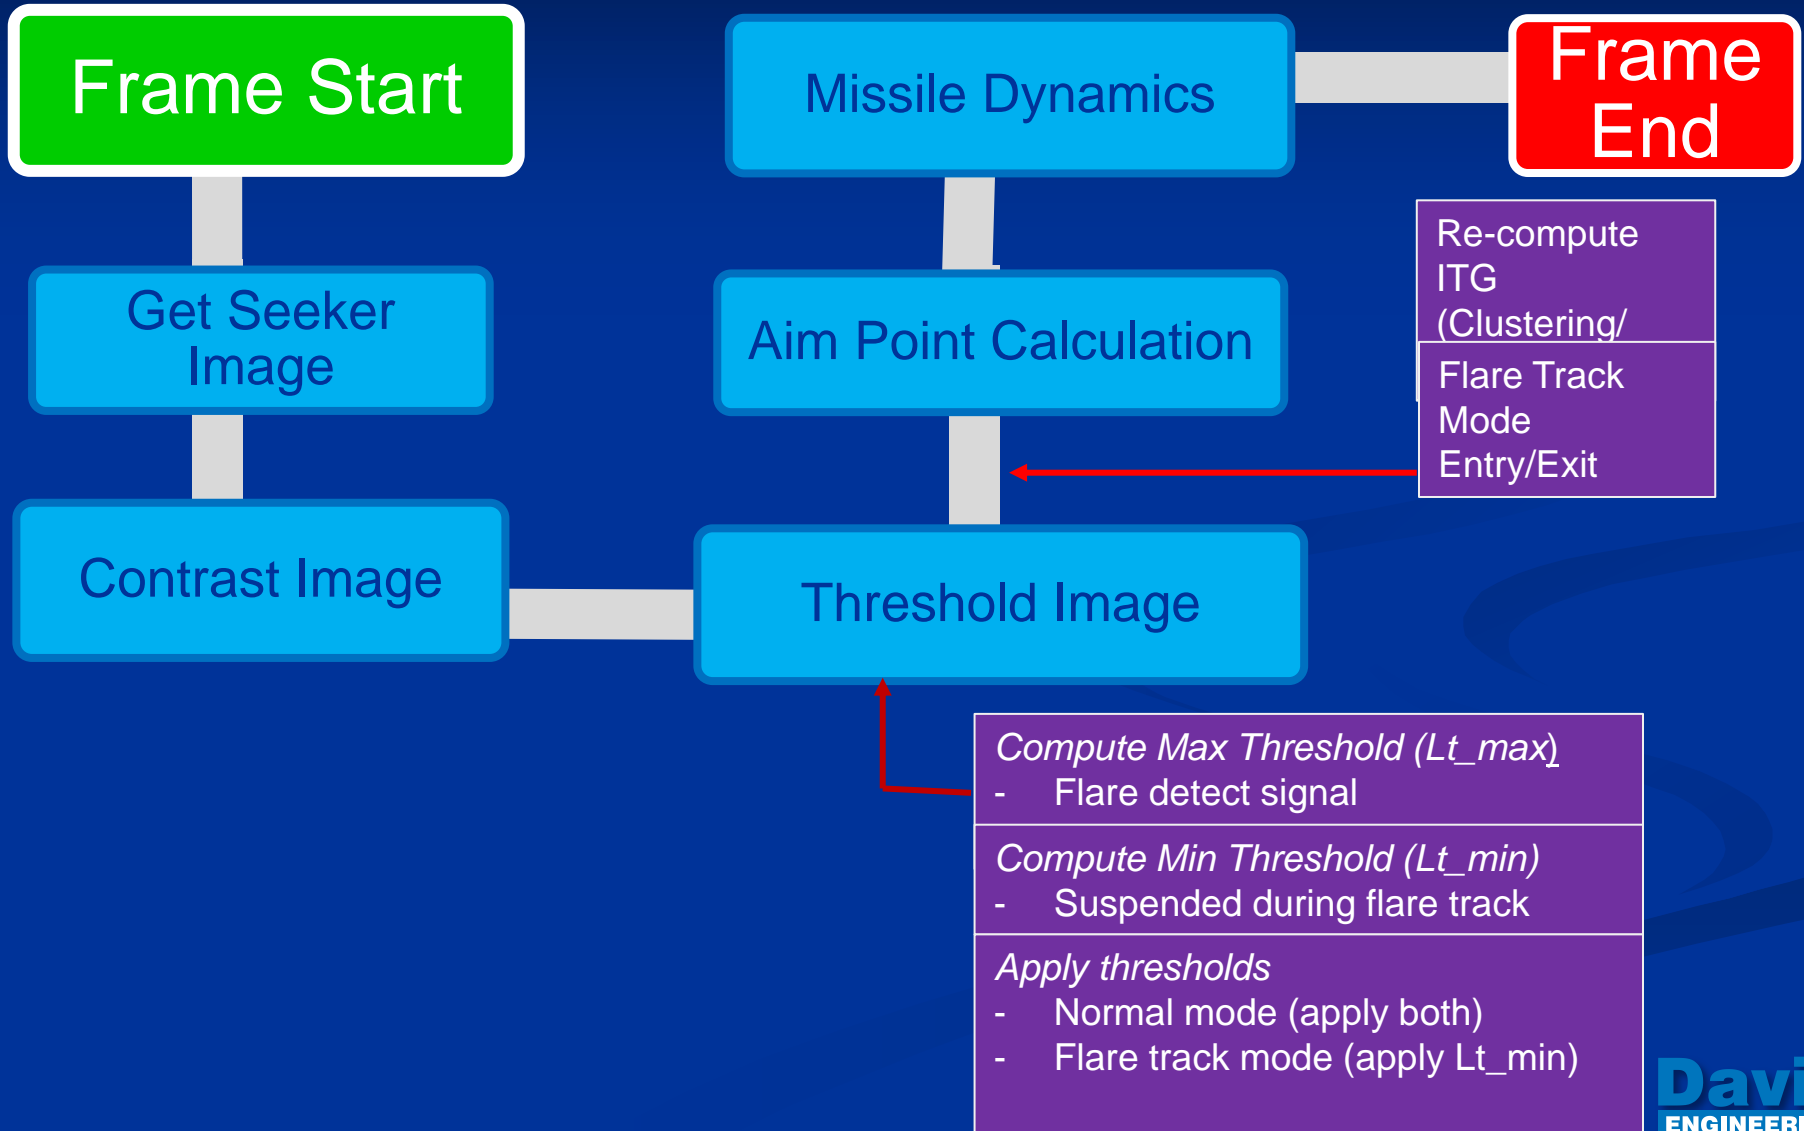 Frame Start
Missile Dynamics
Frame
End
Get Seeker
Image
Aim Point Calculation
Re-compute
ITG
(Clustering/
Flare Track
Mode
Entry/Exit
Contrast Image
Threshold Image
Compute Max Threshold (Lt_max)
- Flare detect signal
Compute Min Threshold (Lt_min)
- Suspended during flare track
Apply thresholds
- Normal mode (apply both)
- Flare track mode (apply Lt_min)